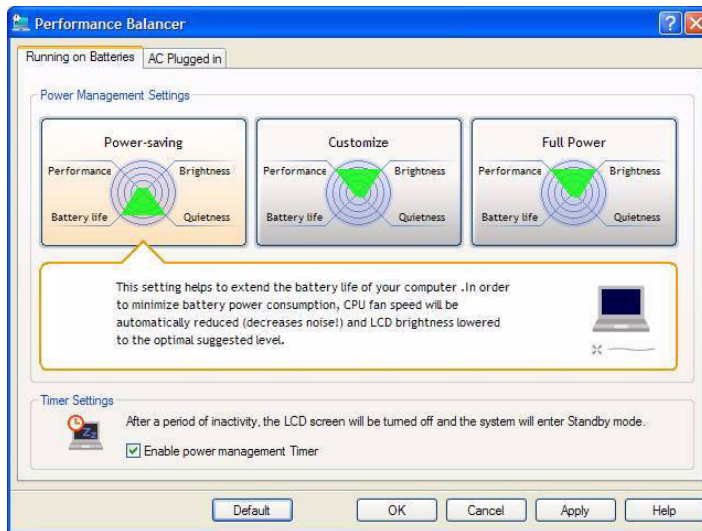 Performance Balancer
Running on Batteries
AC Plugged in
Power Management Settings
Power-saving
Performance
Brightness
Battery life
Quietness
Customize
Performance
Brightness
Battery life
Quietness
Full Power
Performance
Brightness
Battery life
Quietness
This setting helps to extend the battery life of your computer .In order
to minimize battery power consumption, CPU fan speed will be
automatically reduced (decreases noise!) and LCD brightness lowered
to the optimal suggested level.
Timer Settings
After a period of inactivity, the LCD screen will be turned off and the system will enter Standby mode.
Enable power management Timer
Default
OK
Cancel
Apply
Help